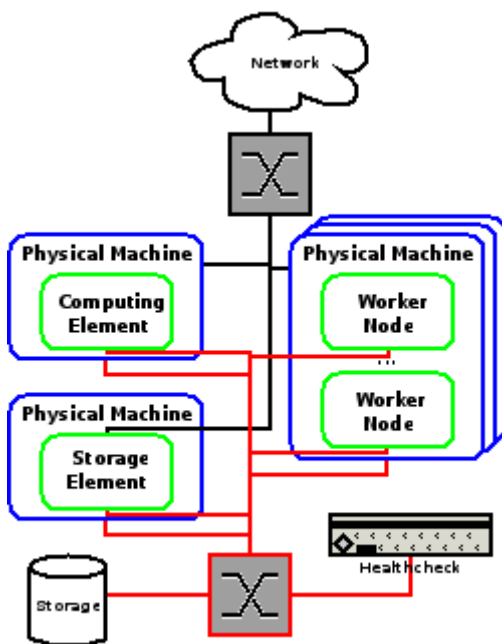 Network
Physical Machine
Computing
Element
Physical Machine
Worker
Node
...
Worker
Node
Physical Machine
Storage
Element
Storage
Healthcheck